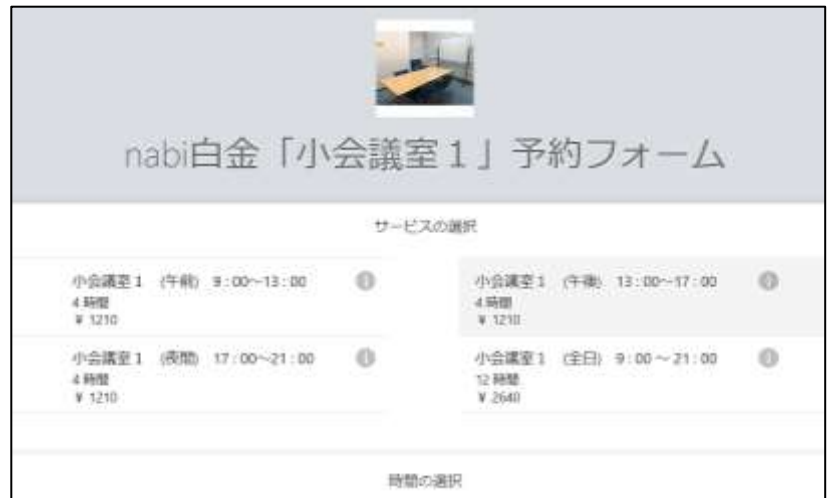 nabi白金「小会議室１」予約フォーム
サービスの選択
小会議室１ (午前) 9：00～13：00
4 時間
¥ 1210
小会議室１ (午後) 13：00～17：00
4 時間
¥ 1210
小会議室１ (夜間) 17：00～21：00
4 時間
¥ 1210
小会議室１ (全日) 9：00 ～ 21：00
12 時間
¥ 2640
時間の選択